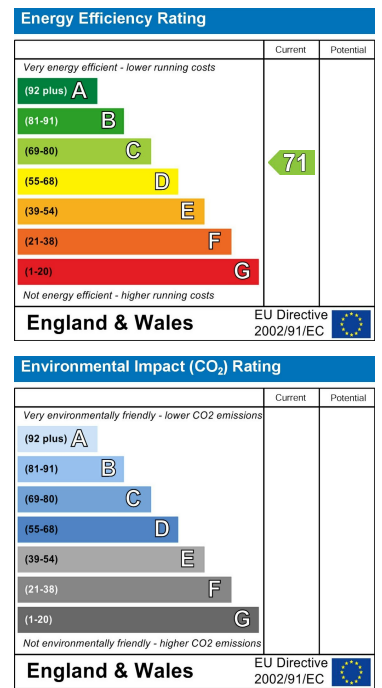 Energy Efficiency Rating
Current Potential
Very energy efficient - lower running costs
(92 plus) A
(81-91) B
(69-80) C
71
(55-68) D
(39-54) E
(21-38) F
(1-20) G
Not energy efficient - higher running costs
England & Wales
EU Directive
2002/91/EC
Environmental Impact (CO₂) Rating
Current Potential
Very environmentally friendly - lower CO2 emissions
(92 plus) A
(81-91) B
(69-80) C
(55-68) D
(39-54) E
(21-38) F
(1-20) G
Not environmentally friendly - higher CO2 emissions
England & Wales
EU Directive
2002/91/EC